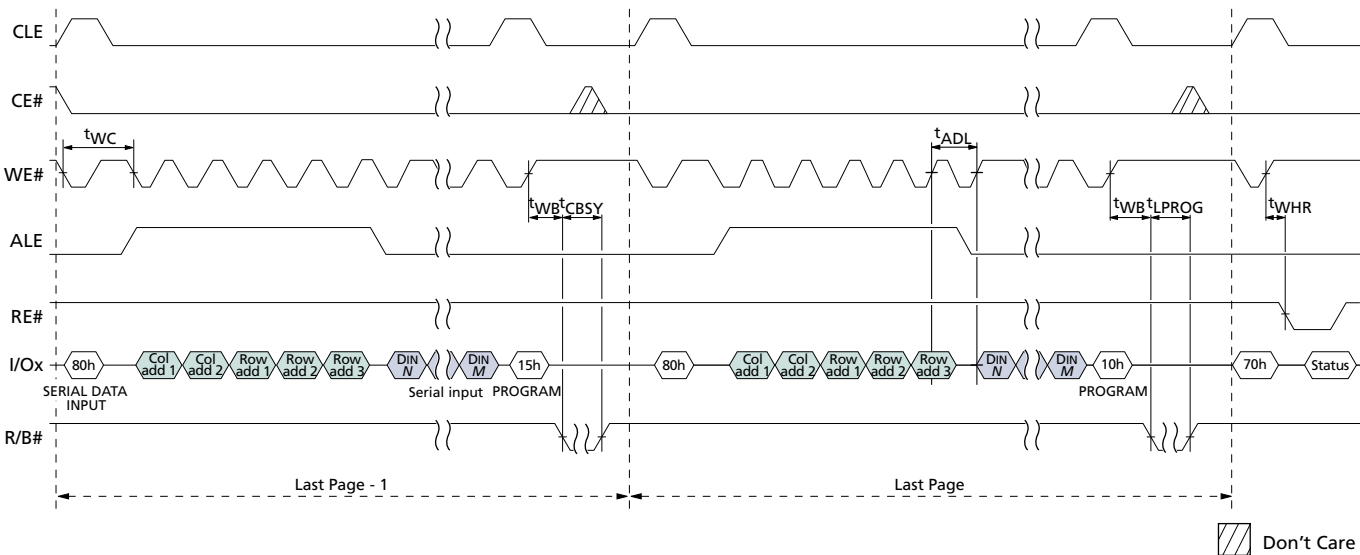 CLE
CE#
tWC
tADL
WE#
tWB tCBSY
tWB tLPROG
tWHR
ALE
RE#
I/Ox
80h
Col add 1
Col add 2
Row add 1
Row add 2
Row add 3
DIN N
DIN M
15h
80h
Col add 1
Col add 2
Row add 1
Row add 2
Row add 3
DIN N
DIN M
10h
70h
Status
SERIAL DATA
INPUT
Serial input
PROGRAM
PROGRAM
R/B#
Last Page - 1
Last Page
Don't Care